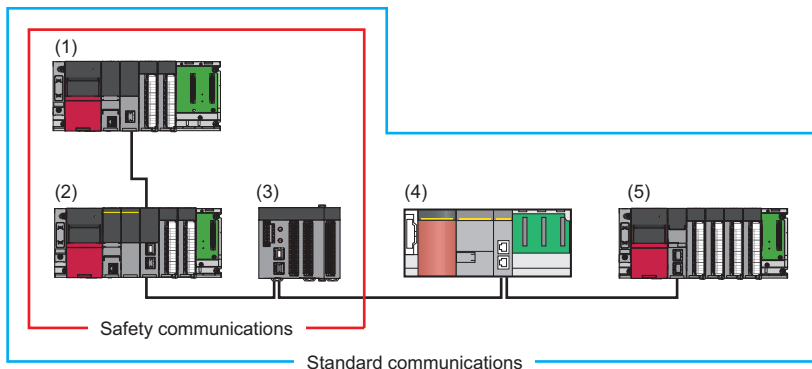 (1)
(2)
(3)
(4)
(5)
Safety communications
Standard communications